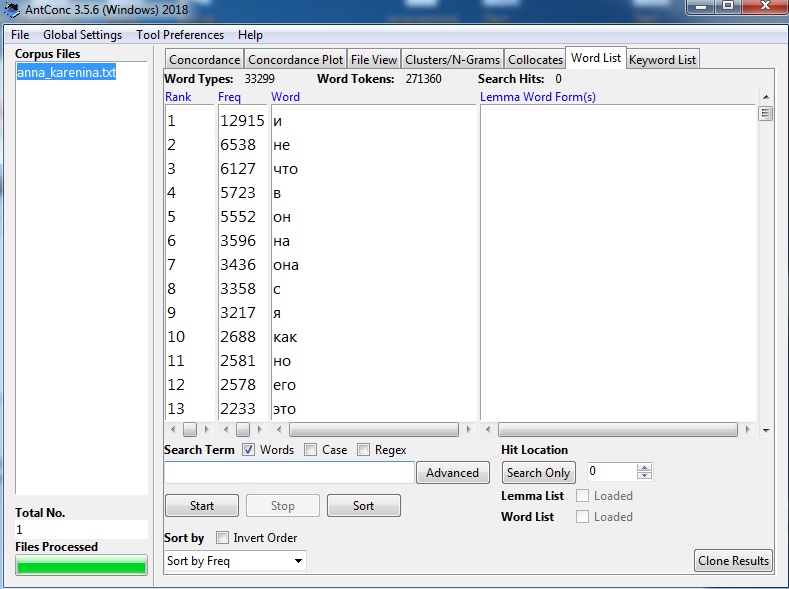 AntConc 3.5.6 (Windows) 2018
File Global Settings Tool Preferences Help
Corpus Files
anna_karenina.txt
Concordance Concordance Plot File View Clusters/N-Grams Collocates Word List Keyword List
Word Types: 33299 Word Tokens: 271360 Search Hits: 0
Rank Freq Word Lemma Word Form(s)
1 12915 и
2 6538 не
3 6127 что
4 5723 в
5 5552 он
6 3596 на
7 3436 она
8 3358 с
9 3217 я
10 2688 как
11 2581 но
12 2578 его
13 2233 это
Search Term Words Case Regex Hit Location
Advanced Search Only 0
Lemma List Loaded
Start Stop Sort Word List Loaded
Total No.
1
Files Processed
Sort by Invert Order
Sort by Freq Clone Results